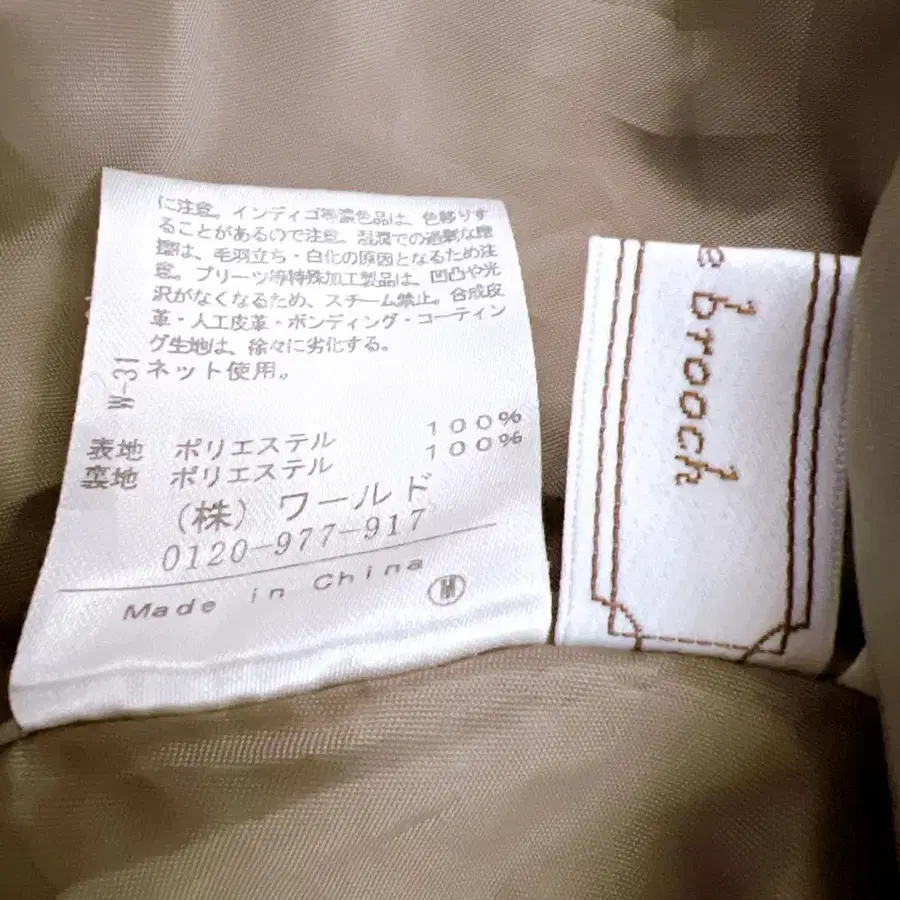 に注意。インディゴ等濃色品は、色移りす
ることがあるので注意。湿潤での過剰な摩
擦は、毛羽立ち・白化の原因となるため注
意。プリーツ等特殊加工製品は、凹凸や光
沢がなくなるため、スチーム禁止。合成皮
革・人工皮革・ボンディング・コーティン
グ生地は、徐々に劣化する。
ネット使用。
W-31
表地 ポリエステル 100%
裏地 ポリエステル 100%
(株) ワールド
0120-977-917
Made in China
M
e brooch